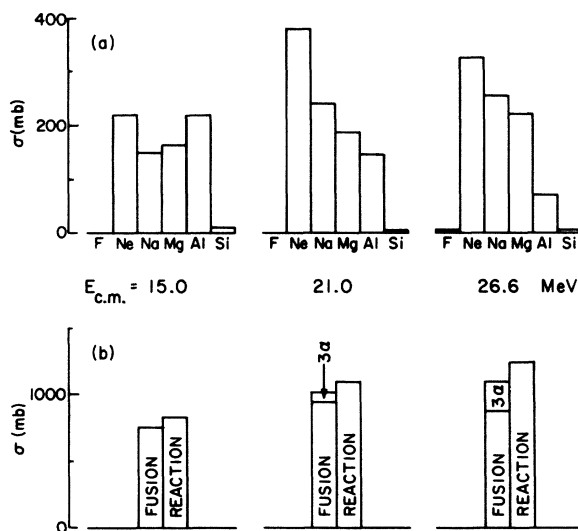 (a)
400
200
0
σ(mb)
F Ne Na Mg Al Si
F Ne Na Mg Al Si
F Ne Na Mg Al Si
E c.m. = 15.0 21.0 26.6 MeV
(b)
1000
0
σ (mb)
FUSION
REACTION
3α
FUSION
REACTION
3α
FUSION
REACTION